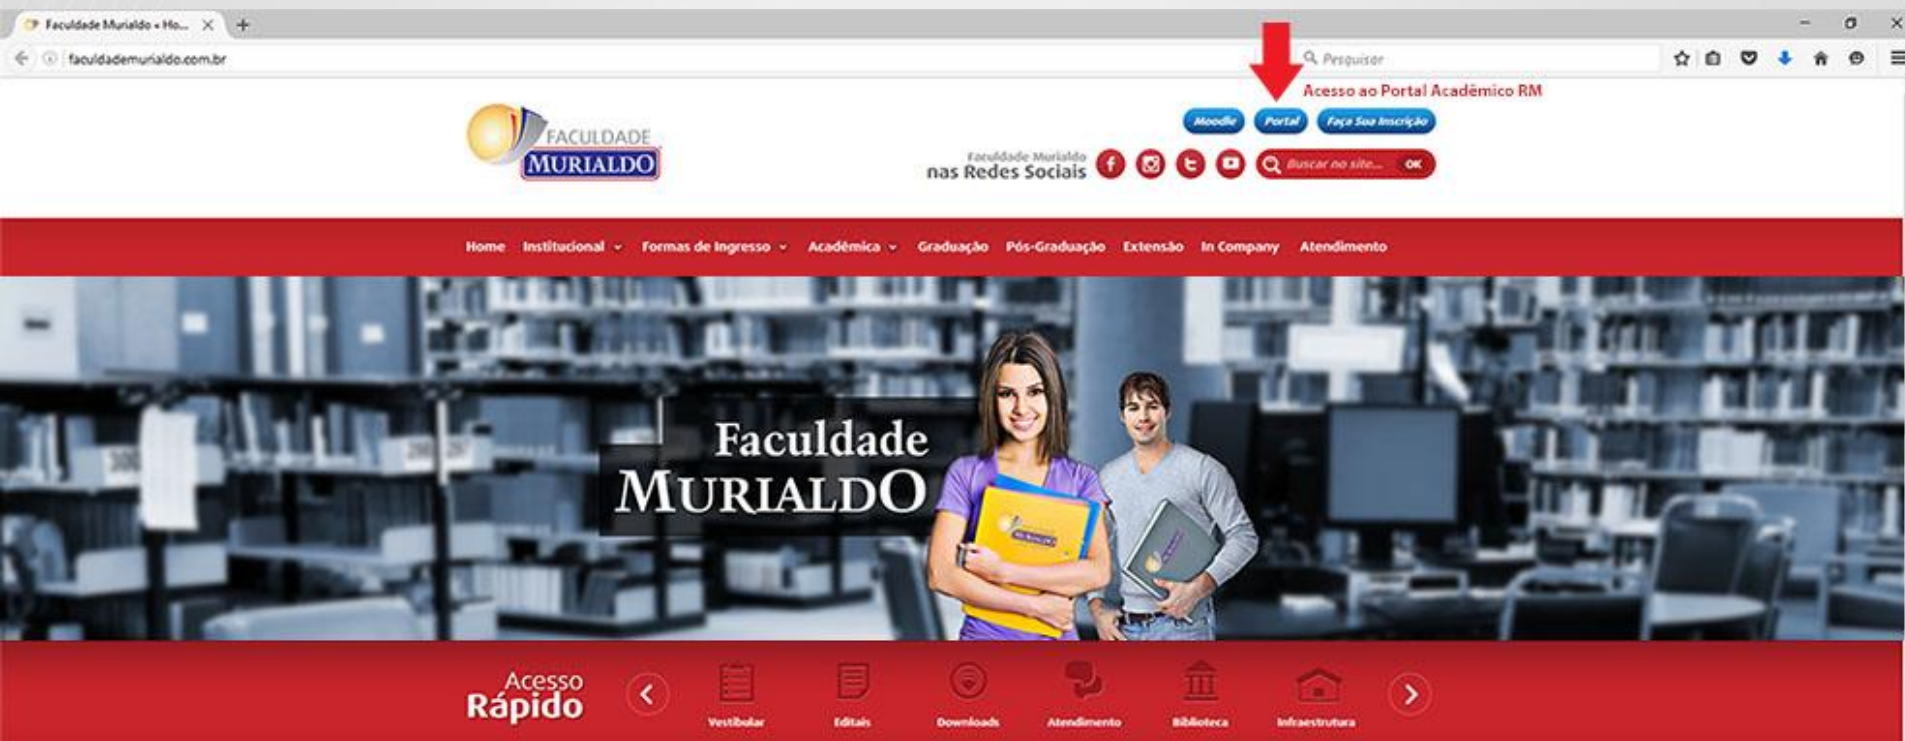 Faculdade Murialdo « Ho...
faculdademurialdo.com.br
Pesquisar
Acesso ao Portal Acadêmico RM
Moodle Portal Faça Sua Inscrição
FACULDADE
MURIALDO
Faculdade Murialdo
nas Redes Sociais
Buscar no site... OK
Home Institucional Formas de Ingresso Acadêmica Graduação Pós-Graduação Extensão In Company Atendimento
Faculdade
MURIALDO
MURIALDO
Acesso
Rápido
Vestibular Editais Downloads Atendimento Biblioteca Infraestrutura